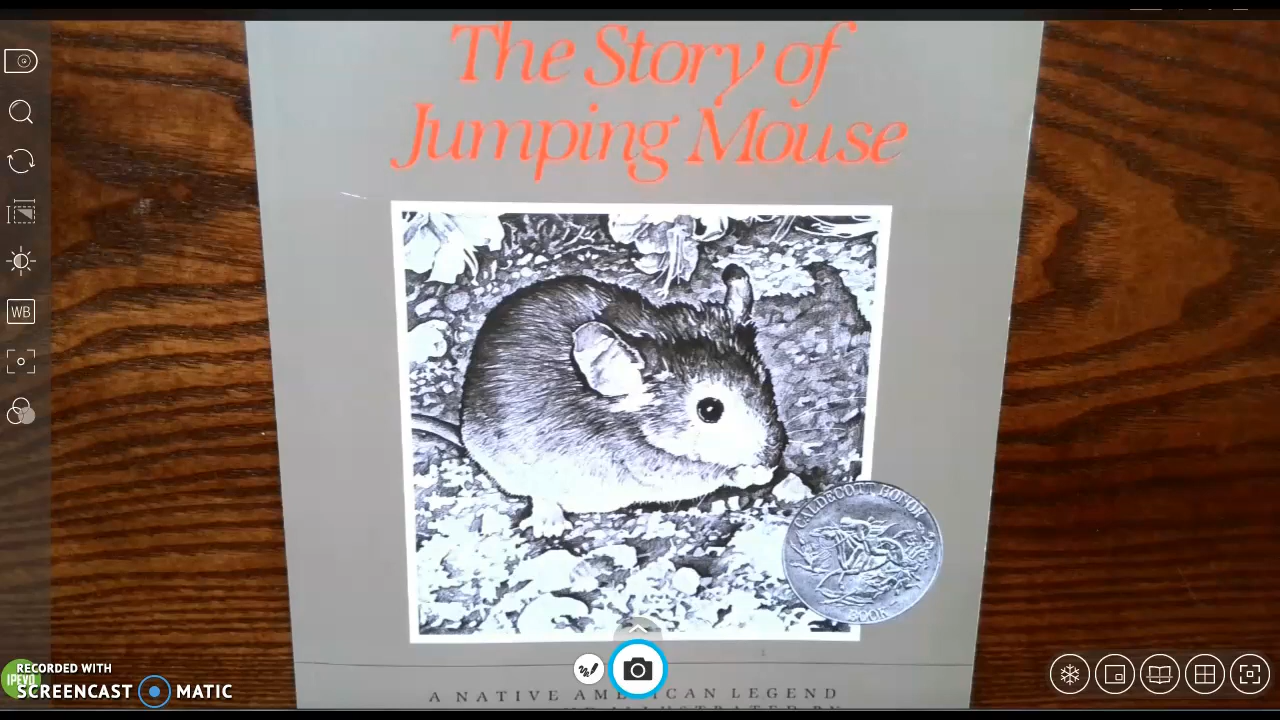 The Story of
Jumping Mouse
CALDECOTT HONOR
BOOK
A NATIVE AMERICAN LEGEND
WB
IPEVO
RECORDED WITH
SCREENCAST MATIC